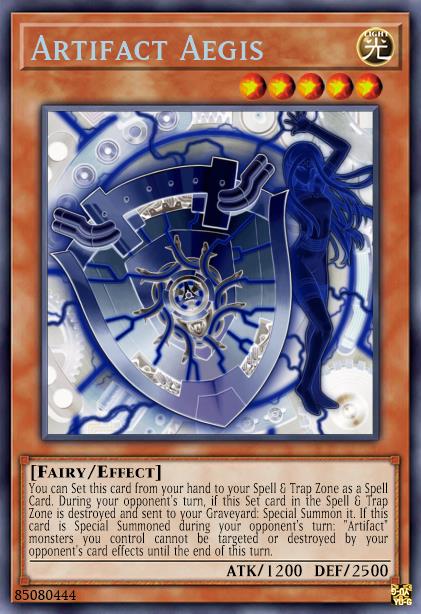 Artifact Aegis
LIGHT
光
[Fairy/Effect]
You can Set this card from your hand to your Spell & Trap Zone as a Spell
Card. During your opponent's turn, if this Set card in the Spell & Trap
Zone is destroyed and sent to your Graveyard: Special Summon it. If this
card is Special Summoned during your opponent's turn: "Artifact"
monsters you control cannot be targeted or destroyed by your
opponent's card effects until the end of this turn.
ATK/1200 DEF/2500
85080444